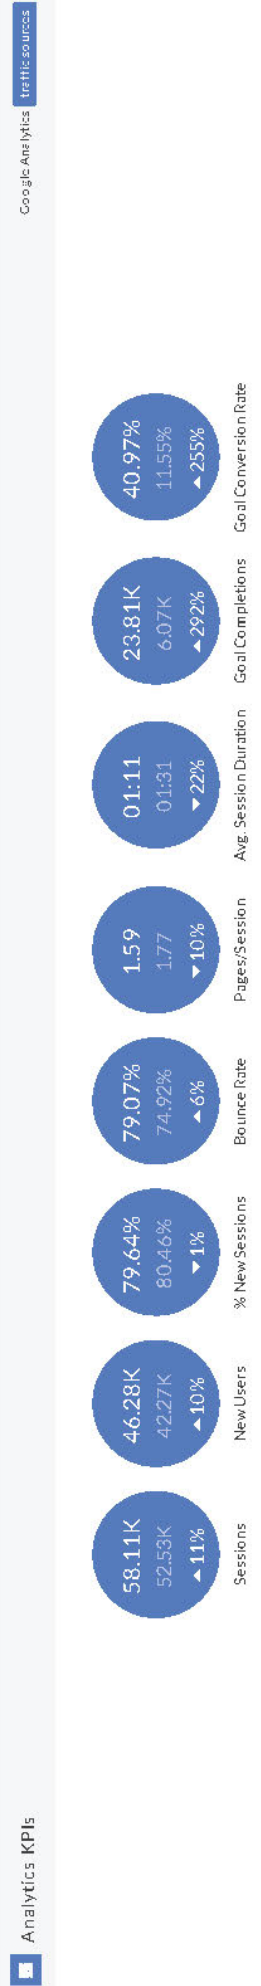 Analytics KPIs
Google Analytics
traffic sources
58.11K
52.53K
▲11%
Sessions
46.28K
42.27K
▲10%
New Users
79.64%
80.46%
▼1%
% New Sessions
79.07%
74.92%
▲6%
Bounce Rate
1.59
1.77
▼10%
Pages/Session
01:11
01:31
▼22%
Avg. Session Duration
23.81K
6.07K
▲292%
Goal Completions
40.97%
11.55%
▲255%
Goal Conversion Rate